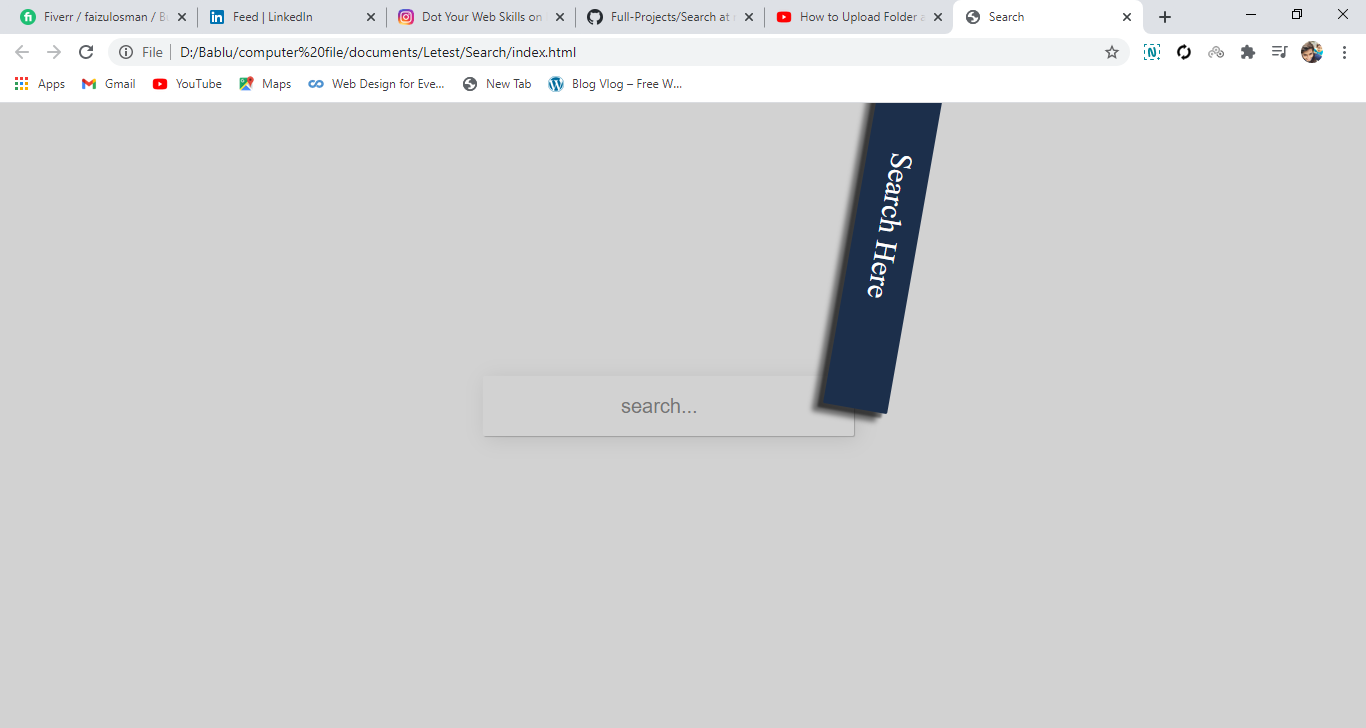 Fiverr / faizulosman / Bu
Feed | LinkedIn
Dot Your Web Skills on
Full-Projects/Search at
How to Upload Folder a
Search
File
D:/Bablu/computer%20file/documents/Letest/Search/index.html
Apps
Gmail
YouTube
Maps
Web Design for Eve...
New Tab
Blog Vlog – Free W...
Search Here
search...